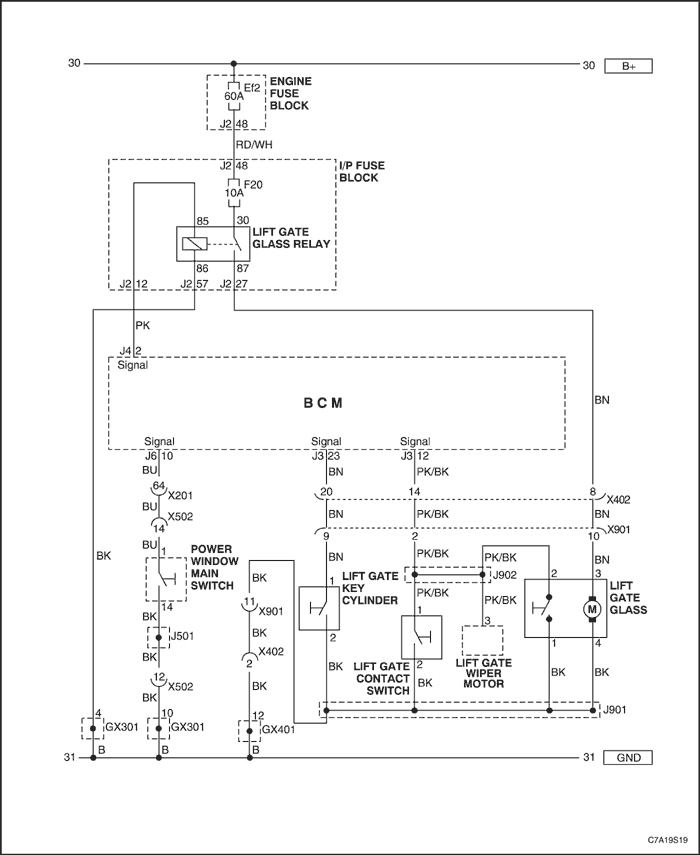 30
30 B+
Ef2
60A
ENGINE
FUSE
BLOCK
J2 48
RD/WH
J2 48
I/P FUSE
BLOCK
F20
10A
85 30
LIFT GATE
GLASS RELAY
86 87
J2 12 J2 57 J2 27
PK
J4 2
Signal
BCM
BN
Signal Signal Signal
J6 10 J3 23 J3 12
BU BN PK/BK
64 20 14 8
X201 X402
BU BN PK/BK BN
X502 X901
14 9 2 10
BU BN PK/BK PK/BK BN
1
POWER
WINDOW
MAIN
SWITCH
BK
BK
J902
1
LIFT GATE
KEY
CYLINDER
2 3
LIFT
GATE
GLASS
M
14
BK
11
X901
PK/BK PK/BK
1 3
J501
BK
BK
X402
2
2
2
1 4
LIFT GATE
CONTACT
SWITCH
LIFT GATE
WIPER
MOTOR
12
X502
BK
BK
BK
BK
BK
BK
J901
4 10 12
GX301 GX301 GX401
B B B
31
31 GND
C7A19S19